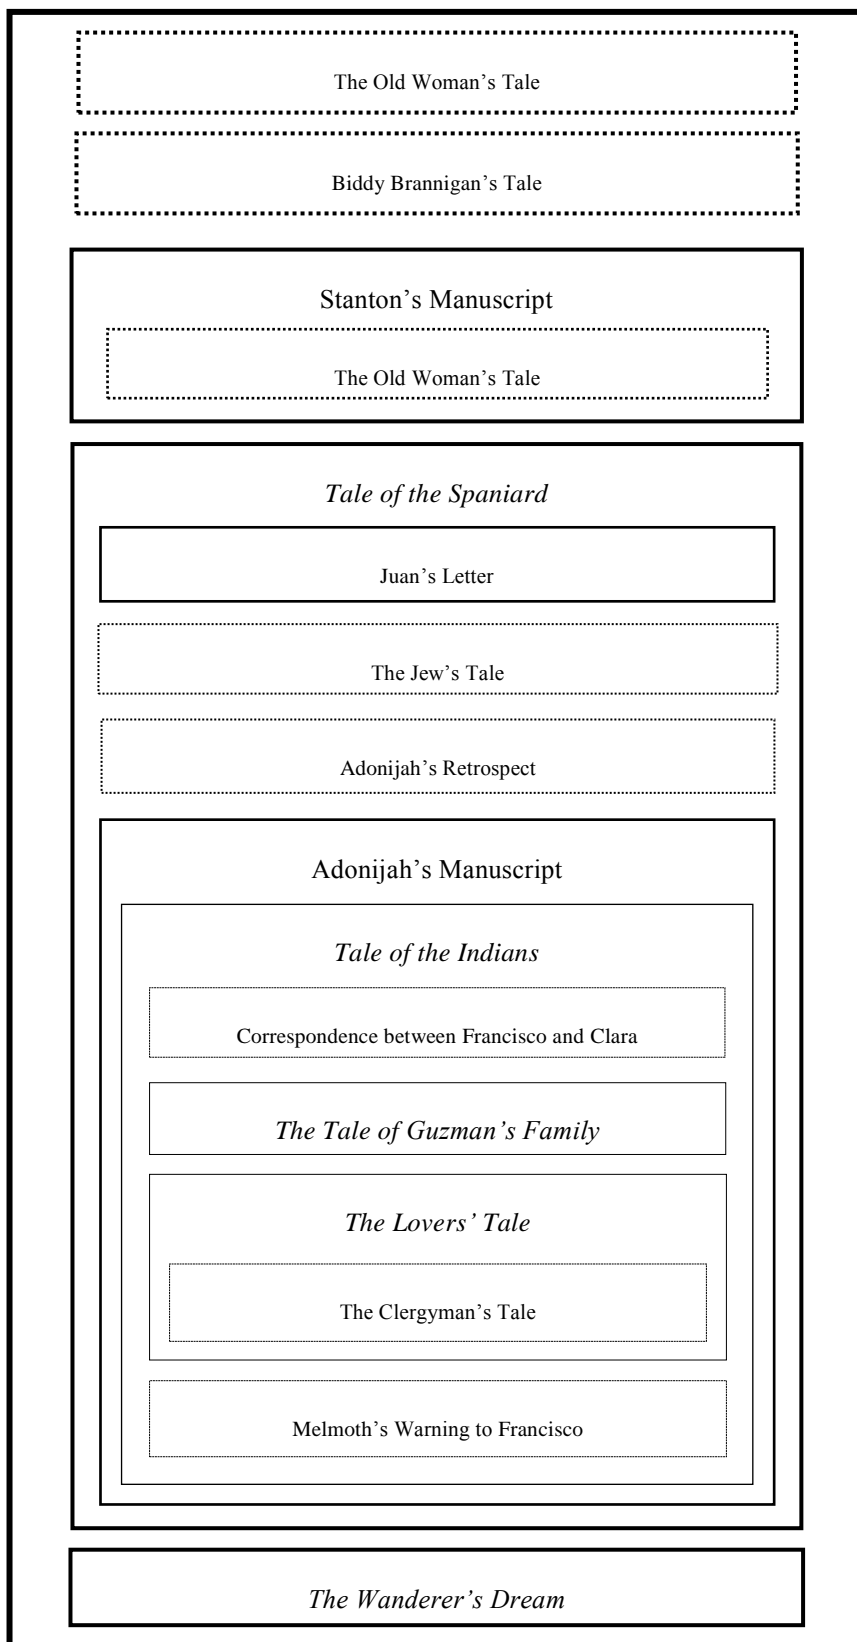 The Old Woman’s Tale
Biddy Brannigan’s Tale
Stanton’s Manuscript
The Old Woman’s Tale
Tale of the Spaniard
Juan’s Letter
The Jew’s Tale
Adonijah’s Retrospect
Adonijah’s Manuscript
Tale of the Indians
Correspondence between Francisco and Clara
The Tale of Guzman’s Family
The Lovers’ Tale
The Clergyman’s Tale
Melmoth’s Warning to Francisco
The Wanderer’s Dream